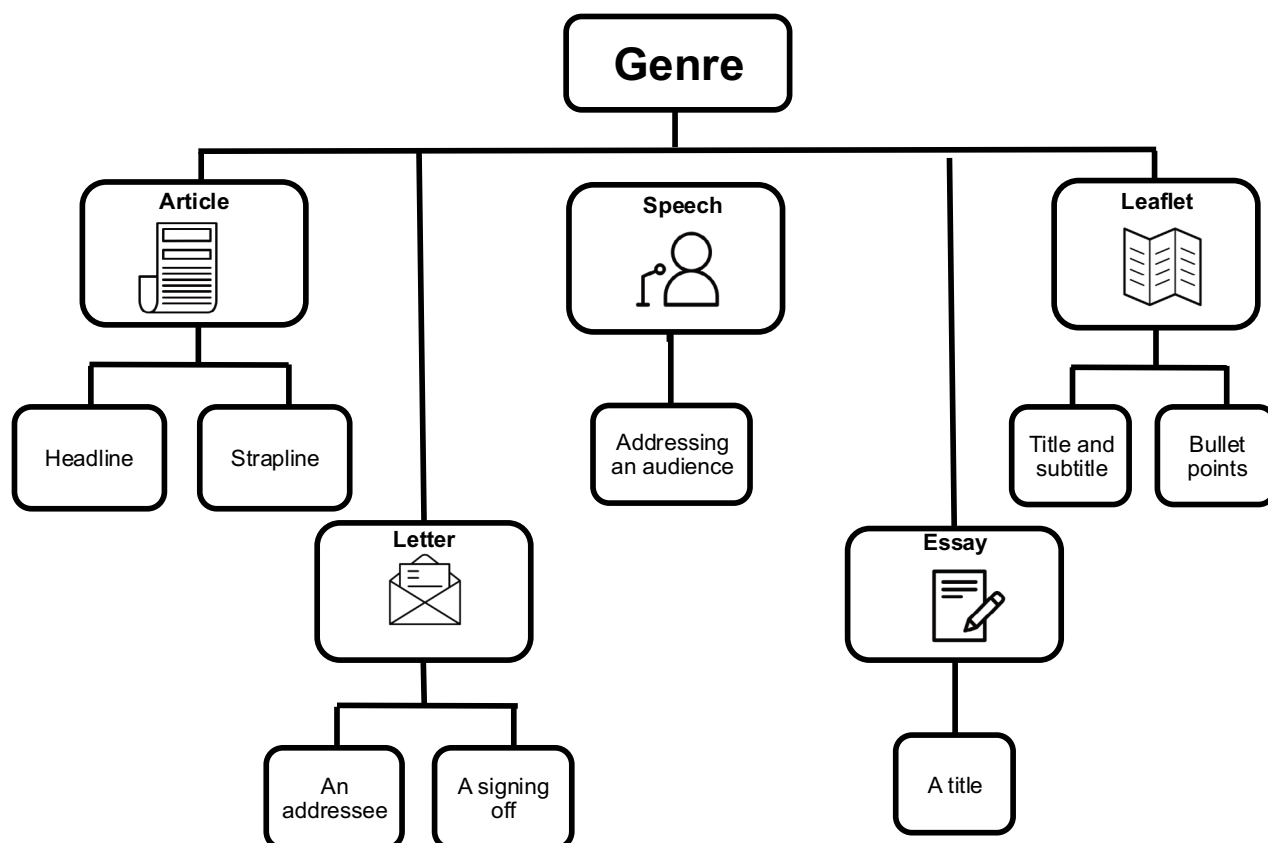 Genre
Article
Speech
Leaflet
Headline
Strapline
Addressing
an audience
Title and
subtitle
Bullet
points
Letter
Essay
An
addressee
A signing
off
A title